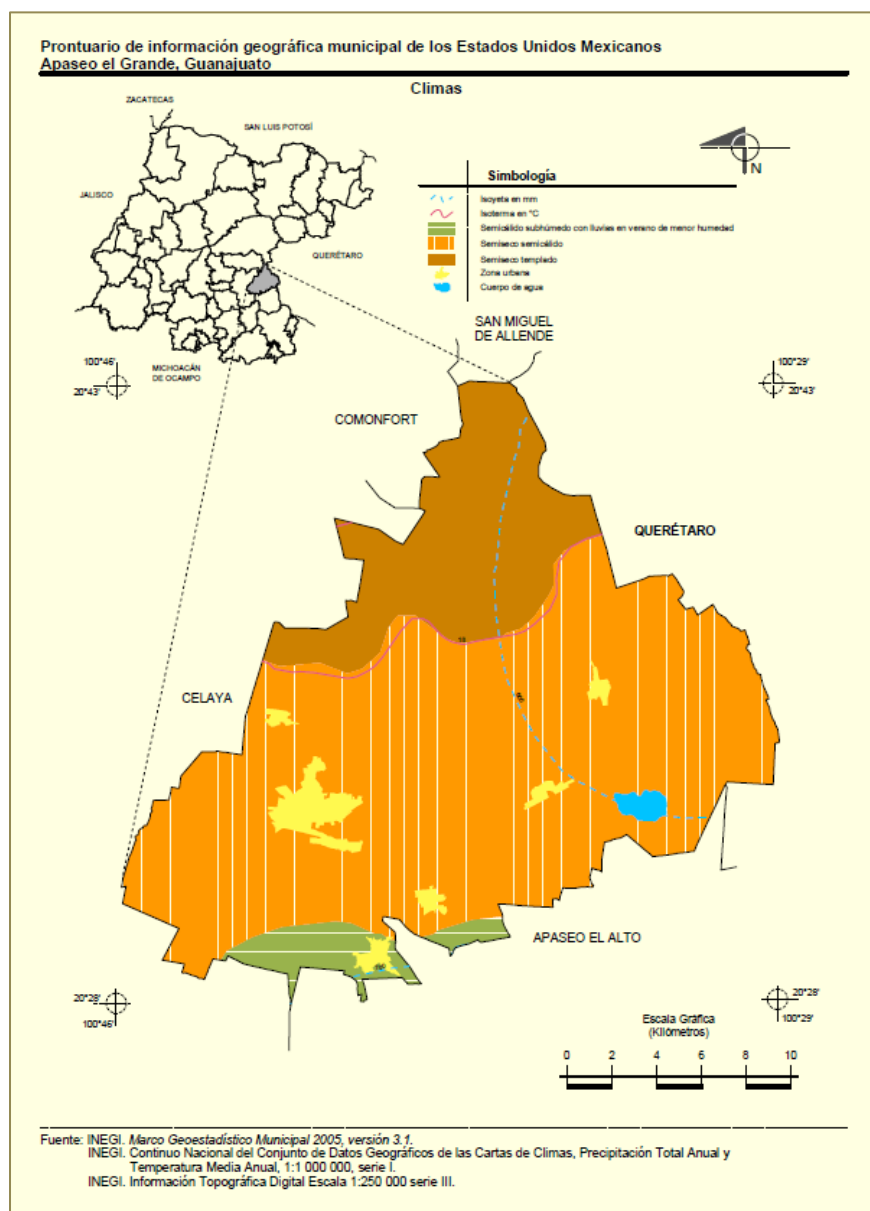 Prontuario de información geográfica municipal de los Estados Unidos Mexicanos
Apaseo el Grande, Guanajuato
Climas
ZACATECAS
SAN LUIS POTOSÍ
JALISCO
QUERÉTARO
MICHOACÁN
DE OCAMPO
N
Simbología
Isoyeta en mm
Isoterma en °C
Semicálido subhúmedo con lluvias en verano de menor humedad
Semiseco semicálido
Semiseco templado
Zona urbana
Cuerpo de agua
SAN MIGUEL
DE ALLENDE
100°46'
20°43'
100°29'
20°43'
COMONFORT
QUERÉTARO
18
CELAYA
APASEO EL ALTO
20°28'
100°46'
20°28'
100°29'
Escala Gráfica
(Kilómetros)
0 2 4 6 8 10
Fuente: INEGI. Marco Geoestadístico Municipal 2005, versión 3.1.
INEGI. Continuo Nacional del Conjunto de Datos Geográficos de las Cartas de Climas, Precipitación Total Anual y
Temperatura Media Anual, 1:1 000 000, serie I.
INEGI. Información Topográfica Digital Escala 1:250 000 serie III.